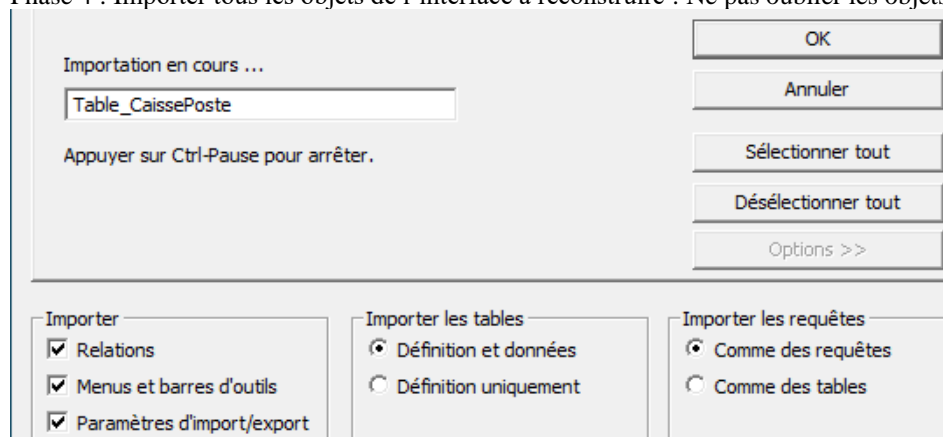 Phase 4 : Importer tous les objets de l'interface à reconstruire : Ne pas oublier les objets
OK
Importation en cours ...
Annuler
Table_CaissePoste
Appuyer sur Ctrl-Pause pour arrêter.
Sélectionner tout
Désélectionner tout
Options >>
Importer
Importer les tables
Importer les requêtes
Relations
Définition et données
Comme des requêtes
Menus et barres d'outils
Définition uniquement
Comme des tables
Paramètres d'import/export